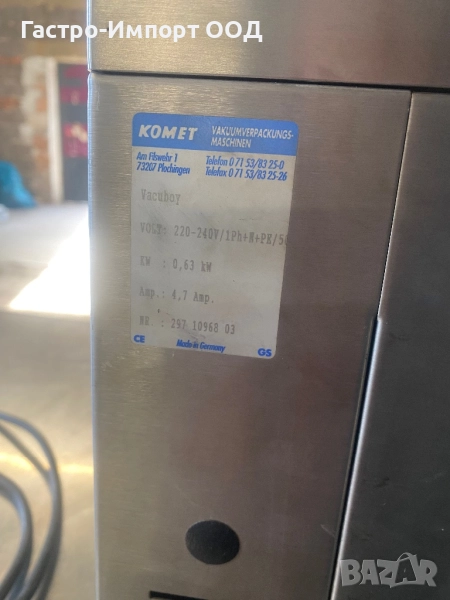 Гастро-Импорт ООД
KOMET VAKUUMVERPACKUNGS-
MASCHINEN
Am Filswehr 1 Telefon 0 71 53/83 25-0
73207 Plochingen Telefax 0 71 53/83 25-26
Vacuboy
VOLT: 220-240V/1Ph+N+PE/5
KW : 0,63 kW
Amp.: 4,7 Amp.
NR : 297 10968 03
CE Made in Germany GS
BAZAR